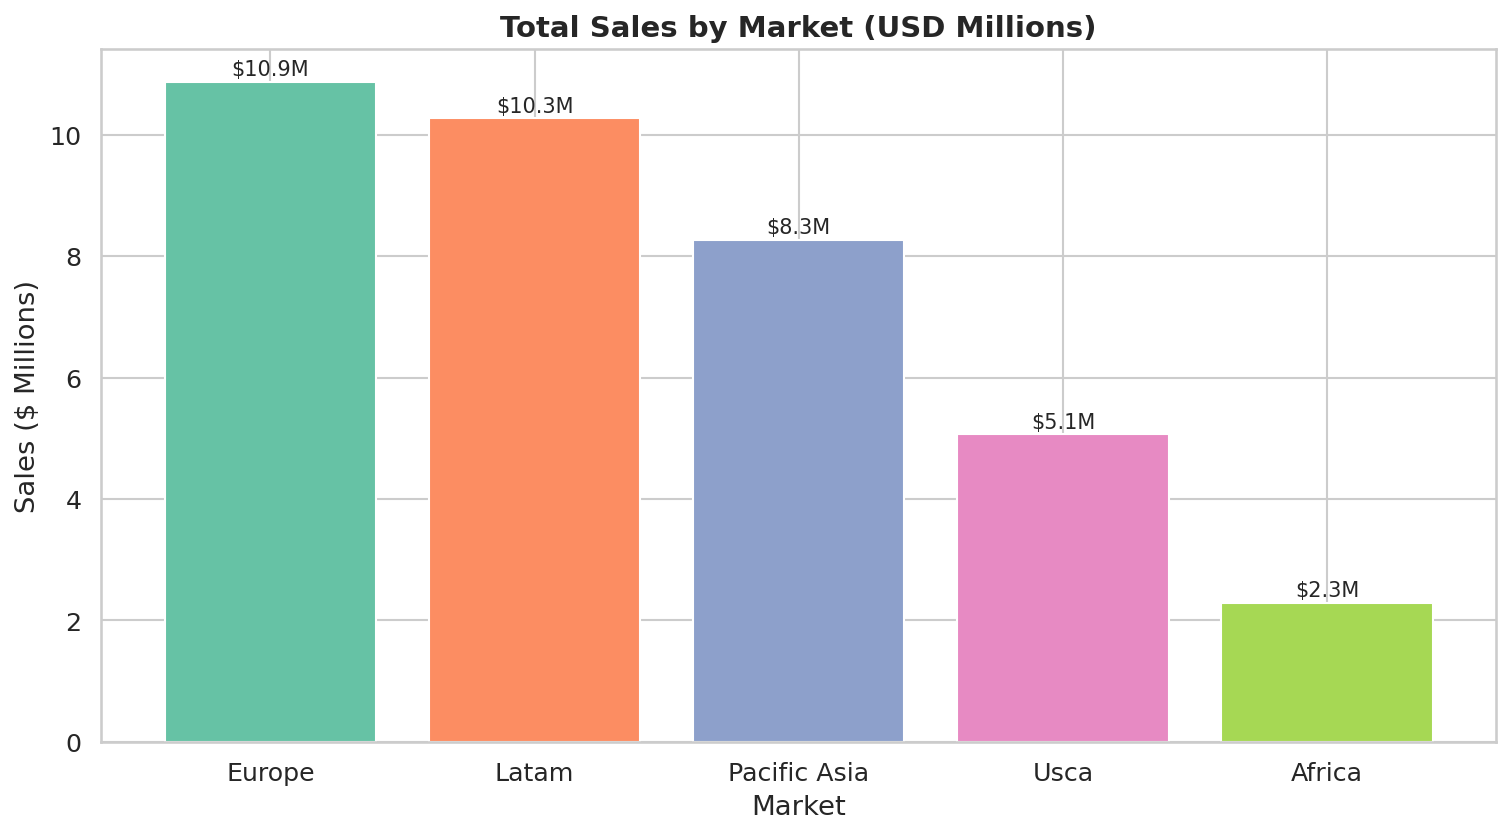 Total Sales by Market (USD Millions)
$10.9M
$10.3M
$8.3M
$5.1M
$2.3M
Sales ($ Millions)
10
8
6
4
2
0
Europe
Latam
Pacific Asia
Usca
Africa
Market